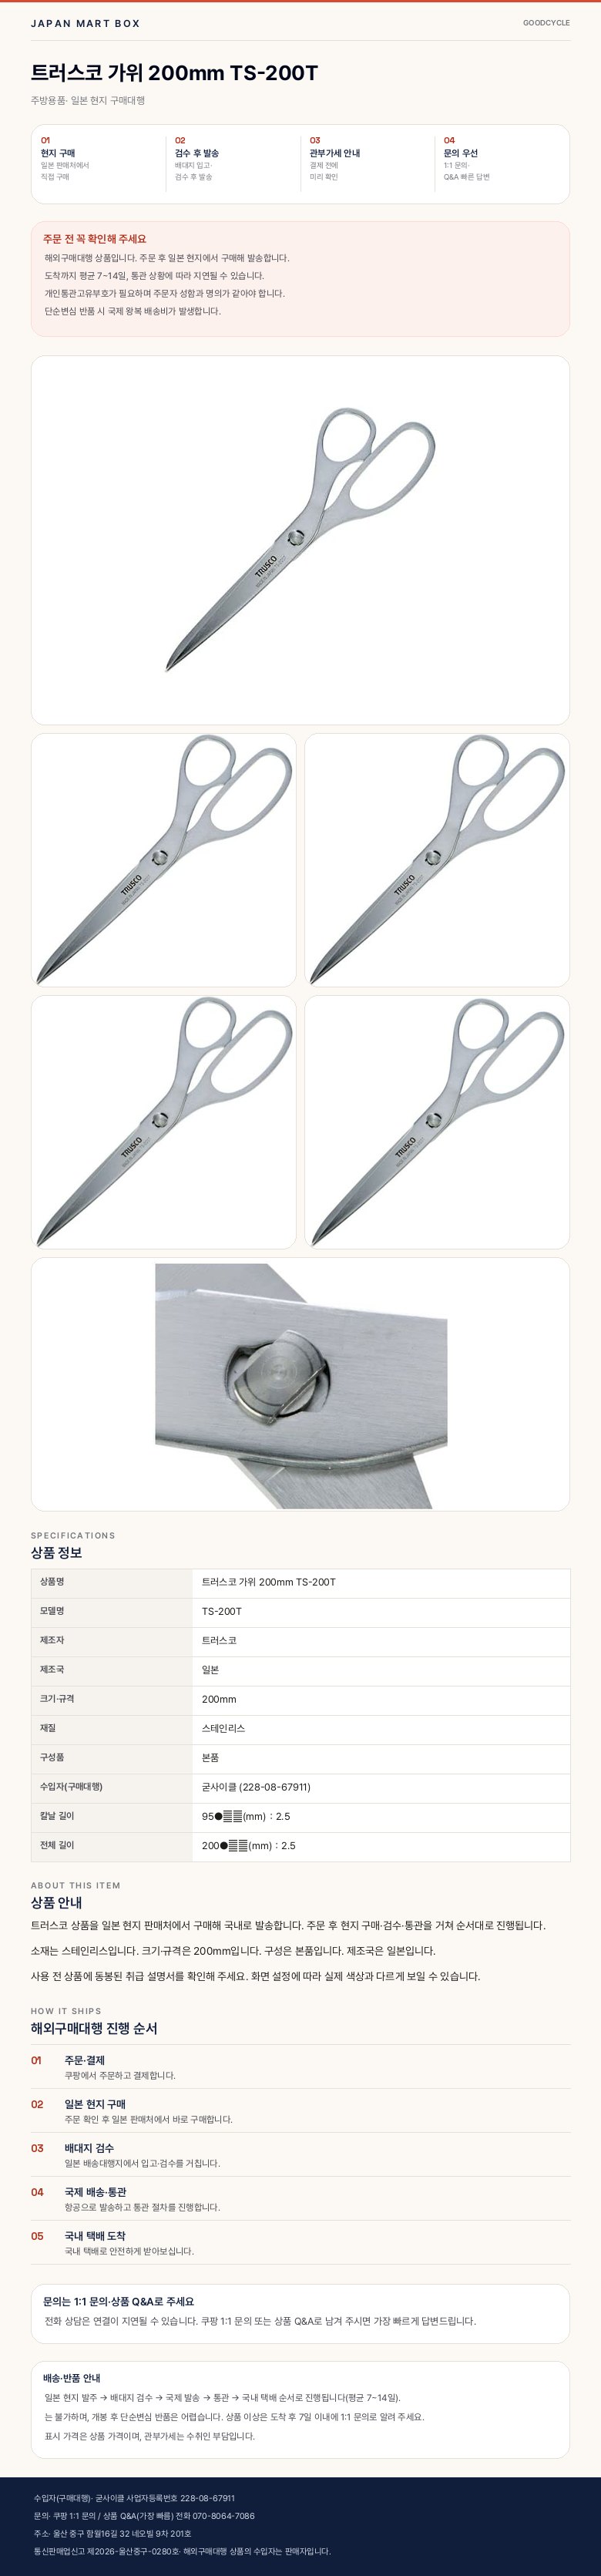 JAPAN MART BOX
GOODCYCLE
트러스코 가위 200mm TS-200T
주방용품· 일본 현지 구매대행
01
현지 구매
일본 판매처에서
직접 구매
02
검수 후 발송
배대지 입고·
검수 후 발송
03
관부가세 안내
결제 전에
미리 확인
04
문의 우선
1:1 문의·
Q&A 빠른 답변
주문 전 꼭 확인해 주세요
해외구매대행 상품입니다. 주문 후 일본 현지에서 구매해 발송합니다.
도착까지 평균 7~14일, 통관 상황에 따라 지연될 수 있습니다.
개인통관고유부호가 필요하며 주문자 성함과 명의가 같아야 합니다.
단순변심 반품 시 국제 왕복 배송비가 발생합니다.
TRUSCO
TRUSCO
TRUSCO
TRUSCO
TRUSCO
SPECIFICATIONS
상품 정보
상품명 트러스코 가위 200mm TS-200T
모델명 TS-200T
제조자 트러스코
제조국 일본
크기·규격 200mm
재질 스테인리스
구성품 본품
수입자(구매대행) 굳사이클 (228-08-67911)
칼날 길이 95●▤▤(mm) : 2.5
전체 길이 200●▤▤(mm) : 2.5
ABOUT THIS ITEM
상품 안내
트러스코 상품을 일본 현지 판매처에서 구매해 국내로 발송합니다. 주문 후 현지 구매·검수·통관을 거쳐 순서대로 진행됩니다.
소재는 스테인리스입니다. 크기·규격은 200mm입니다. 구성은 본품입니다. 제조국은 일본입니다.
사용 전 상품에 동봉된 취급 설명서를 확인해 주세요. 화면 설정에 따라 실제 색상과 다르게 보일 수 있습니다.
HOW IT SHIPS
해외구매대행 진행 순서
01 주문·결제
쿠팡에서 주문하고 결제합니다.
02 일본 현지 구매
주문 확인 후 일본 판매처에서 바로 구매합니다.
03 배대지 검수
일본 배송대행지에서 입고·검수를 거칩니다.
04 국제 배송·통관
항공으로 발송하고 통관 절차를 진행합니다.
05 국내 택배 도착
국내 택배로 안전하게 받아보십니다.
문의는 1:1 문의·상품 Q&A로 주세요
전화 상담은 연결이 지연될 수 있습니다. 쿠팡 1:1 문의 또는 상품 Q&A로 남겨 주시면 가장 빠르게 답변드립니다.
배송·반품 안내
일본 현지 발주 → 배대지 검수 → 국제 발송 → 통관 → 국내 택배 순서로 진행됩니다(평균 7~14일).
는 불가하며, 개봉 후 단순변심 반품은 어렵습니다. 상품 이상은 도착 후 7일 이내에 1:1 문의로 알려 주세요.
표시 가격은 상품 가격이며, 관부가세는 수취인 부담입니다.
수입자(구매대행)· 굳사이클 사업자등록번호 228-08-67911
문의· 쿠팡 1:1 문의 / 상품 Q&A(가장 빠름) 전화 070-8064-7086
주소· 울산 중구 함월16길 32 네오빌 9차 201호
통신판매업신고 제2026-울산중구-0280호· 해외구매대행 상품의 수입자는 판매자입니다.